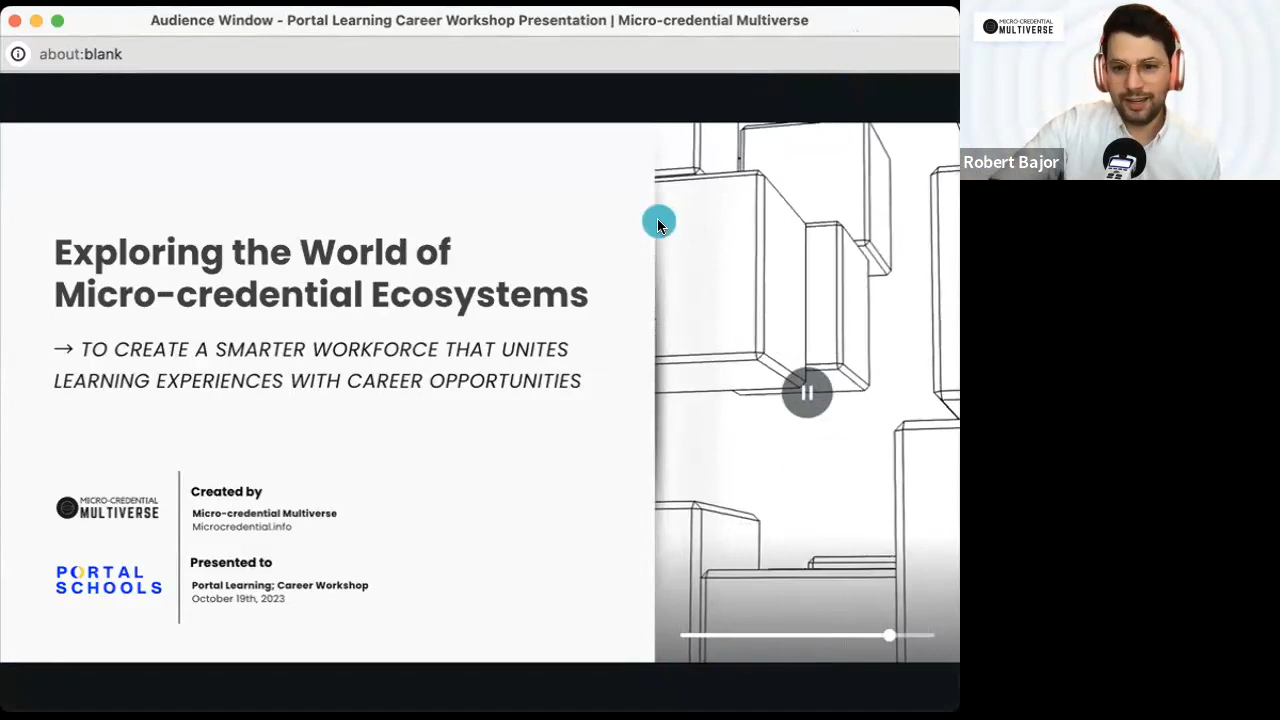 Audience Window - Portal Learning Career Workshop Presentation | Micro-credential Multiverse
about:blank
MICRO-CREDENTIAL
MULTIVERSE
Robert Bajor
Exploring the World of
Micro-credential Ecosystems
→ TO CREATE A SMARTER WORKFORCE THAT UNITES
LEARNING EXPERIENCES WITH CAREER OPPORTUNITIES
MICRO-CREDENTIAL
MULTIVERSE
Created by
Micro-credential Multiverse
Microcredential.info
PORTAL
SCHOOLS
Presented to
Portal Learning; Career Workshop
October 19th, 2023